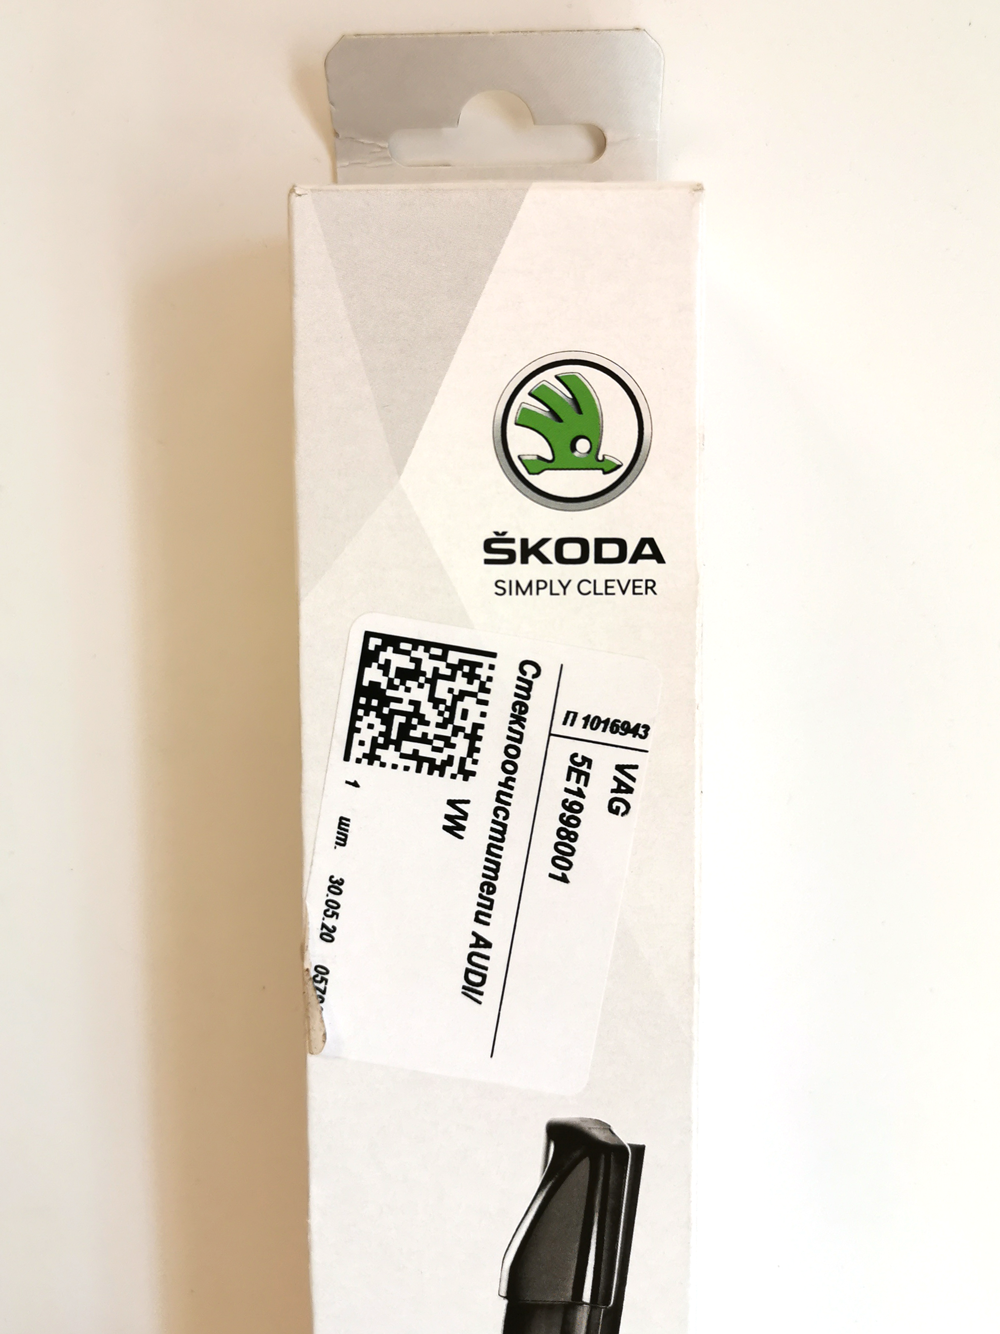 ŠKODA
SIMPLY CLEVER
П 1016943
VAG
5E1998001
Стеклоочистители AUDI/
VW
1 шт. 30.05.20